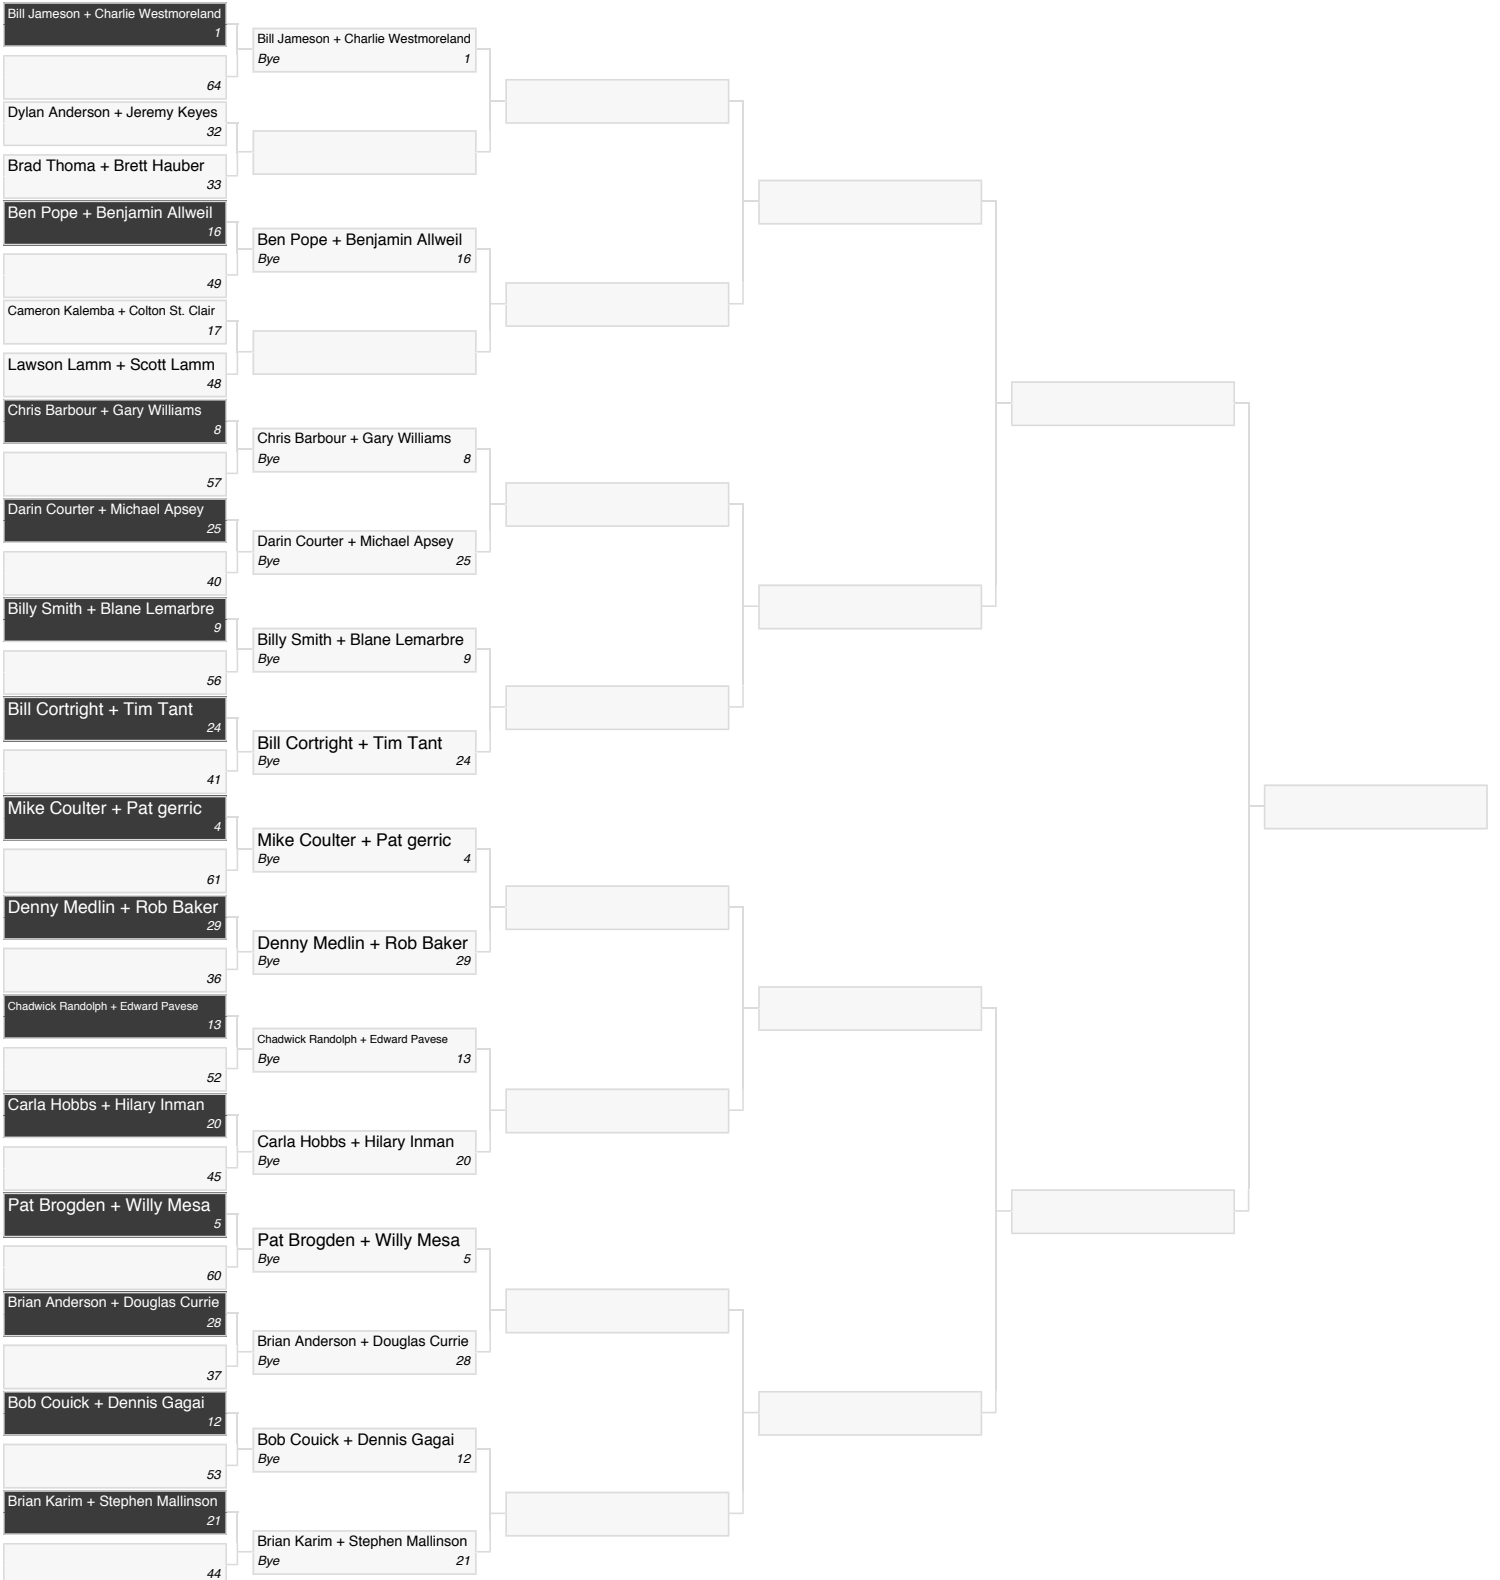 Bill Jameson + Charlie Westmoreland
1
64
Dylan Anderson + Jeremy Keyes
32
Brad Thoma + Brett Hauber
33
Ben Pope + Benjamin Allweil
16
49
Cameron Kalemba + Colton St. Clair
17
Lawson Lamm + Scott Lamm
48
Chris Barbour + Gary Williams
8
57
Darin Courter + Michael Apsey
25
40
Billy Smith + Blane Lemarbre
9
56
Bill Cortright + Tim Tant
24
41
Mike Coulter + Pat gerric
4
61
Denny Medlin + Rob Baker
29
36
Chadwick Randolph + Edward Pavese
13
52
Carla Hobbs + Hilary Inman
20
45
Pat Brogden + Willy Mesa
5
60
Brian Anderson + Douglas Currie
28
37
Bob Couick + Dennis Gagai
12
53
Brian Karim + Stephen Mallinson
21
44
Bill Jameson + Charlie Westmoreland
Bye 1
Ben Pope + Benjamin Allweil
Bye 16
Chris Barbour + Gary Williams
Bye 8
Darin Courter + Michael Apsey
Bye 25
Billy Smith + Blane Lemarbre
Bye 9
Bill Cortright + Tim Tant
Bye 24
Mike Coulter + Pat gerric
Bye 4
Denny Medlin + Rob Baker
Bye 29
Chadwick Randolph + Edward Pavese
Bye 13
Carla Hobbs + Hilary Inman
Bye 20
Pat Brogden + Willy Mesa
Bye 5
Brian Anderson + Douglas Currie
Bye 28
Bob Couick + Dennis Gagai
Bye 12
Brian Karim + Stephen Mallinson
Bye 21